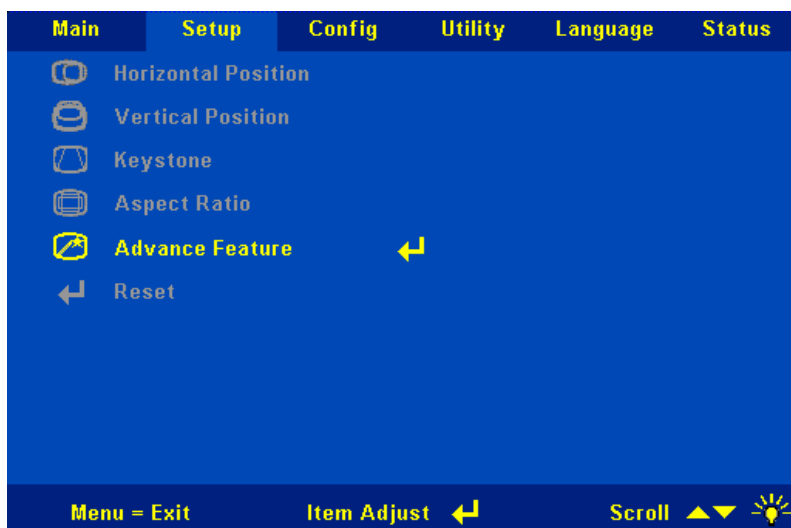 Main Setup Config Utility Language Status
Horizontal Position
Vertical Position
Keystone
Aspect Ratio
Advance Feature
Reset
Menu = Exit Item Adjust Scroll